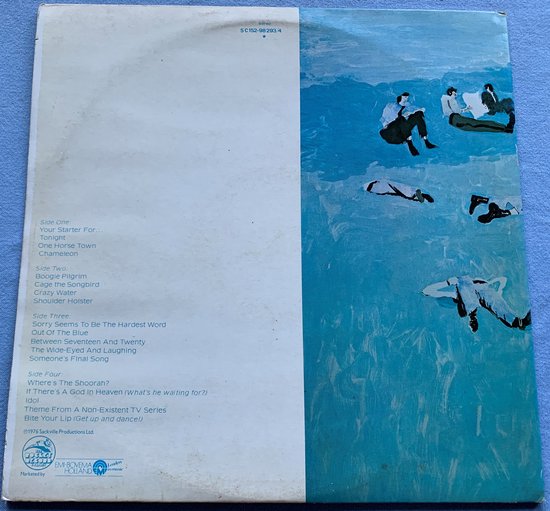 5C 152-98 293/4
Side One:
Your Starter For...
Tonight
One Horse Town
Chameleon
Side Two:
Boogie Pilgrim
Cage the Songbird
Crazy Water
Shoulder Holster
Side Three
Sorry Seems To Be The Hardest Word
Out Of The Blue
Between Seventeen And Twenty
The Wide-Eyed And Laughing
Someone's Final Song
Side Four:
Where's The Shoorah?
If There's A God in Heaven (What's he waiting for?)
Idol
Theme From A Non-Existent TV Series
Bite Your Lip (Get up and dance!)
℗1976 Sackville Productions Ltd.
Marketed by
EMI-BOVEMA
HOLLAND